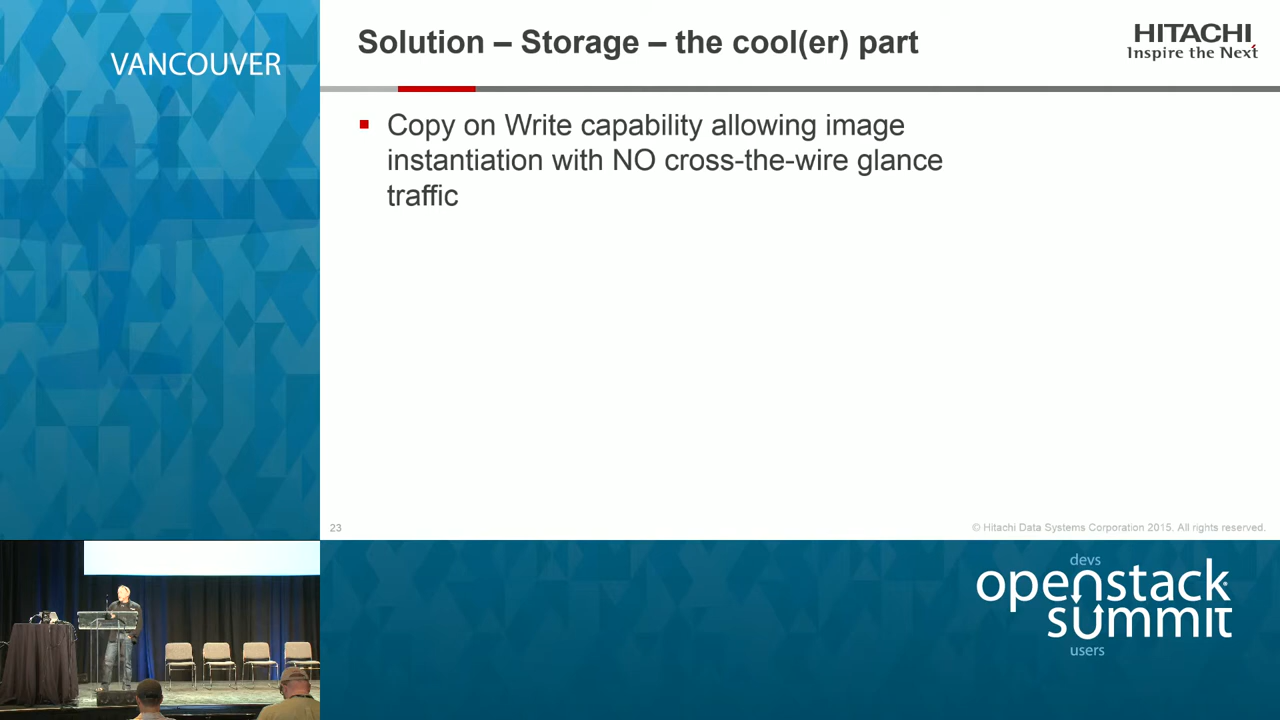 VANCOUVER
Solution – Storage – the cool(er) part
HITACHI
Inspire the Next
▪ Copy on Write capability allowing image
instantiation with NO cross-the-wire glance
traffic
23
© Hitachi Data Systems Corporation 2015. All rights reserved.
devs
openstack
summit
users